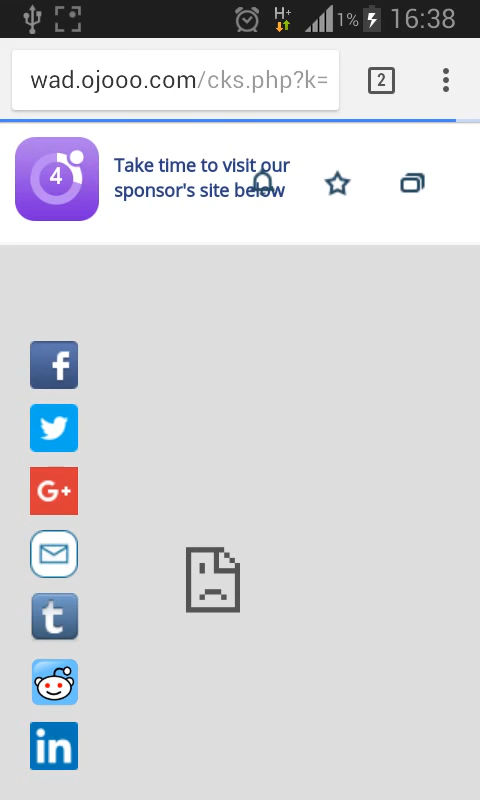 H+
1%
16:38
wad.ojooo.com/cks.php?k=
2
4
Take time to visit our
sponsor's site below
f
G+
t
in